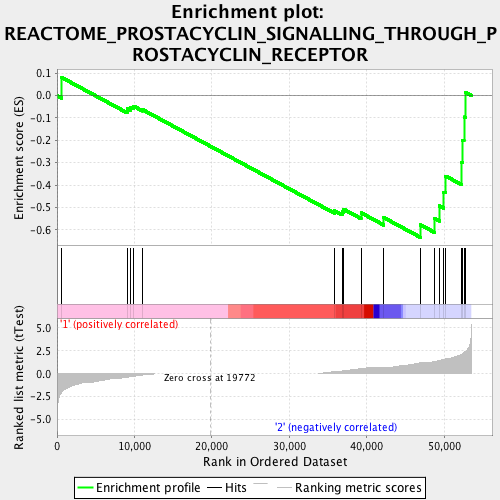 Enrichment plot:
REACTOME_PROSTACYCLIN_SIGNALLING_THROUGH_P
ROSTACYCLIN_RECEPTOR
Enrichment score (ES)
0.1
0.0
-0.1
-0.2
-0.3
-0.4
-0.5
-0.6
'1' (positively correlated)
Ranked list metric (tTest)
5.0
2.5
0.0
-2.5
-5.0
Zero cross at 19772
'2' (negatively correlated)
0
10,000
20,000
30,000
40,000
50,000
Rank in Ordered Dataset
Enrichment profile
Hits
Ranking metric scores